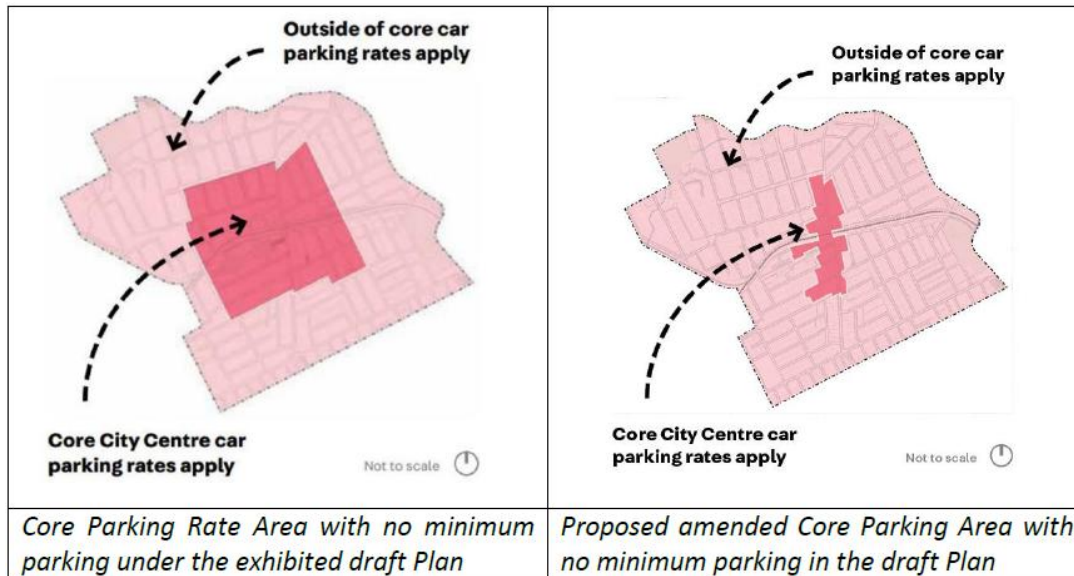 Outside of core car
parking rates apply
Core City Centre car
parking rates apply
Not to scale
Core Parking Rate Area with no minimum
parking under the exhibited draft Plan
Outside of core car
parking rates apply
Core City Centre car
parking rates apply
Not to scale
Proposed amended Core Parking Area with
no minimum parking in the draft Plan